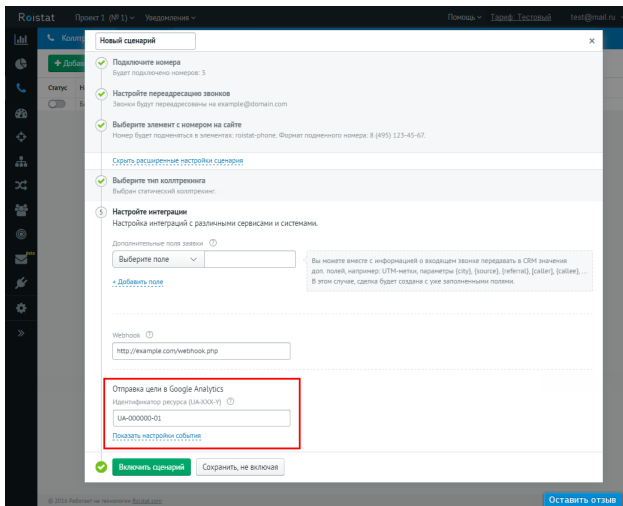 Roistat Проект 1 (№ 1) Уведомления Помощь Тариф: Тестовый test@mail.ru
Новый сценарий
Подключите номера
Будет подключено номеров: 3
Настройте переадресацию звонков
Звонки будут переадресованы на example@domain.com
Статус
Выберите элемент с номером на сайте
Номер будет подменяться в элементах: roistat-phone. Формат подменного номера: 8 (495) 123-45-67.
Скрыть расширенные настройки сценария
Выберите тип коллтрекинга
Выбран статический коллтрекинг.
5 Настройте интеграции
Настройка интеграций с различными сервисами и системами.
Дополнительные поля заявки
Выберите поле
Вы можете вместе с информацией о входящем звонке передавать в CRM значения
доп. полей, например: UTM-метки, параметры {city}, {source}, {referral}, {caller}, {callee}, ...
В этом случае, сделка будет создана с уже заполненными полями.
+ Добавить поле
beta
Webhook
http://example.com/webhook.php
Отправка цели в Google Analytics
Идентификатор ресурса (UA-XXX-Y)
UA-000000-01
Показать настройки события
Включить сценарий Сохранить, не включая
© 2016 Работает на технологии Roistat.com
Оставить отзыв